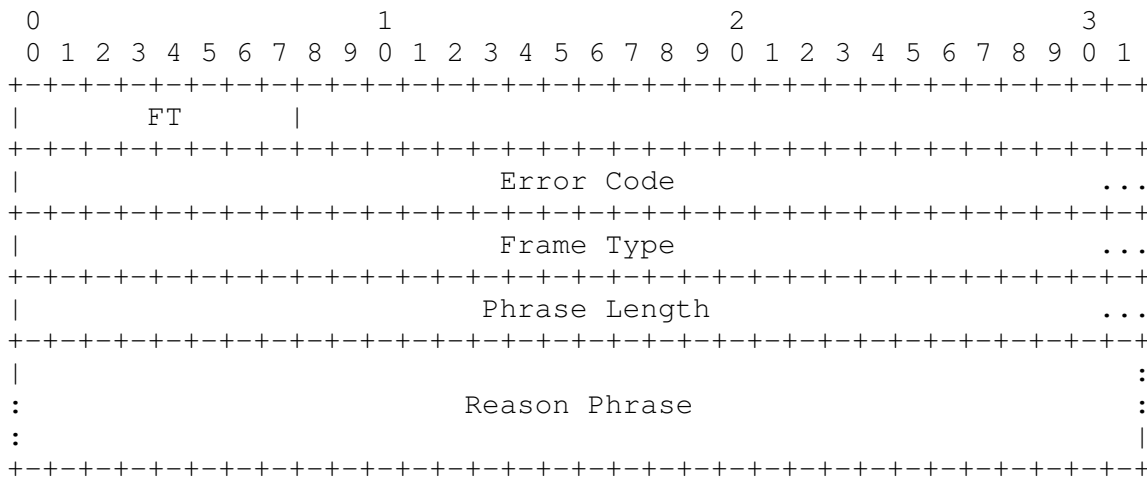 0                   1                   2                   3
0 1 2 3 4 5 6 7 8 9 0 1 2 3 4 5 6 7 8 9 0 1 2 3 4 5 6 7 8 9 0 1
+-+-+-+-+-+-+-+-+-+-+-+-+-+-+-+-+-+-+-+-+-+-+-+-+-+-+-+-+-+-+-+-+
|       FT      |
+-+-+-+-+-+-+-+-+-+-+-+-+-+-+-+-+-+-+-+-+-+-+-+-+-+-+-+-+-+-+-+-+
|                           Error Code                        ...
+-+-+-+-+-+-+-+-+-+-+-+-+-+-+-+-+-+-+-+-+-+-+-+-+-+-+-+-+-+-+-+-+
|                           Frame Type                        ...
+-+-+-+-+-+-+-+-+-+-+-+-+-+-+-+-+-+-+-+-+-+-+-+-+-+-+-+-+-+-+-+-+
|                          Phrase Length                      ...
+-+-+-+-+-+-+-+-+-+-+-+-+-+-+-+-+-+-+-+-+-+-+-+-+-+-+-+-+-+-+-+-+
|                                                               :
:                         Reason Phrase                         :
:                                                               |
+-+-+-+-+-+-+-+-+-+-+-+-+-+-+-+-+-+-+-+-+-+-+-+-+-+-+-+-+-+-+-+-+